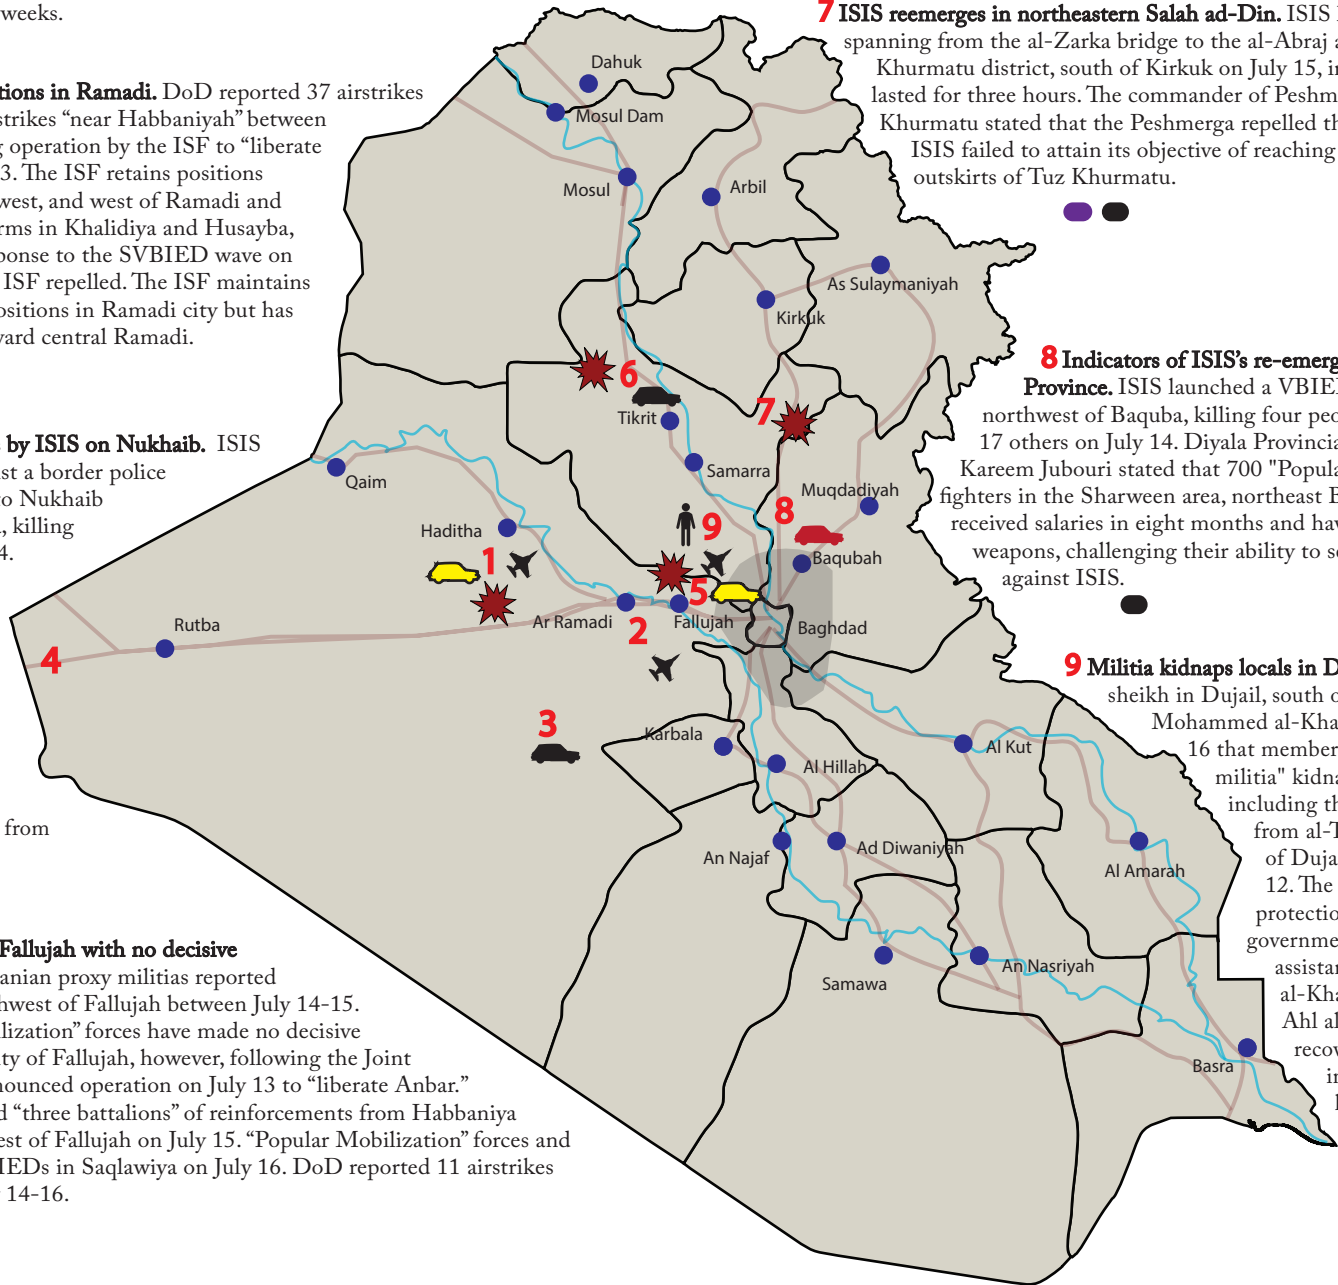 weeks.
tions in Ramadi. DoD reported 37 airstrikes
strikes “near Habbaniyah” between
g operation by the ISF to “liberate
3. The ISF retains positions
west, and west of Ramadi and
rms in Khalidiya and Husayba,
ponse to the SVBIED wave on
ISF repelled. The ISF maintains
ositions in Ramadi city but has
ward central Ramadi.
by ISIS on Nukhaib. ISIS
st a border police
to Nukhaib
, killing
4.
from
Fallujah with no decisive
anian proxy militias reported
hwest of Fallujah between July 14-15.
ilization” forces have made no decisive
ity of Fallujah, however, following the Joint
nounced operation on July 13 to “liberate Anbar.”
d “three battalions” of reinforcements from Habbaniya
est of Fallujah on July 15. “Popular Mobilization” forces and
IEDs in Saqlawiya on July 16. DoD reported 11 airstrikes
14-16.
7 ISIS reemerges in northeastern Salah ad-Din. ISIS
spanning from the al-Zarka bridge to the al-Abraj a
Khurmatu district, south of Kirkuk on July 15, in
lasted for three hours. The commander of Peshm
Khurmatu stated that the Peshmerga repelled th
ISIS failed to attain its objective of reaching
outskirts of Tuz Khurmatu.
8 Indicators of ISIS’s re-emerg
Province. ISIS launched a VBIE
northwest of Baquba, killing four peo
17 others on July 14. Diyala Provincia
Kareem Jubouri stated that 700 "Popula
fighters in the Sharween area, northeast B
received salaries in eight months and hav
weapons, challenging their ability to se
against ISIS.
9 Militia kidnaps locals in D
sheikh in Dujail, south o
Mohammed al-Kha
16 that member
militia" kidna
including th
from al-T
of Duja
12. The
protectio
governme
assistan
al-Kha
Ahl al
recov
in
Dahuk
Mosul Dam
Mosul
Arbil
As Sulaymaniyah
Kirkuk
6
Tikrit
7
Samarra
Qaim
Muqdadiyah
Haditha
9
8
1
Baqubah
5
Ar Ramadi
2
Fallujah
Baghdad
Rutba
4
3
Karbala
Al Kut
Al Hillah
An Najaf
Ad Diwaniyah
Al Amarah
Samawa
An Nasriyah
Basra